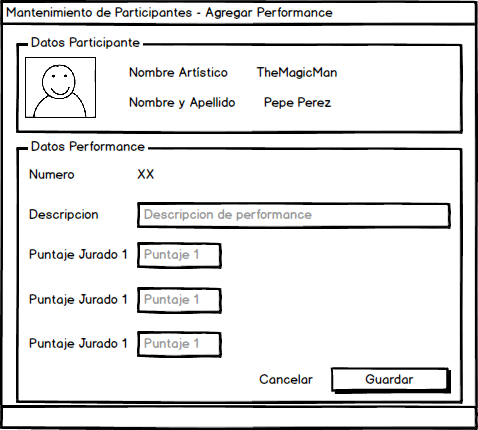 Mantenimiento de Participantes - Agregar Performance
Datos Participante
Nombre Artístico TheMagicMan
Nombre y Apellido Pepe Perez
Datos Performance
Numero XX
Descripcion Descripcion de performance
Puntaje Jurado 1 Puntaje 1
Puntaje Jurado 1 Puntaje 1
Puntaje Jurado 1 Puntaje 1
Cancelar Guardar